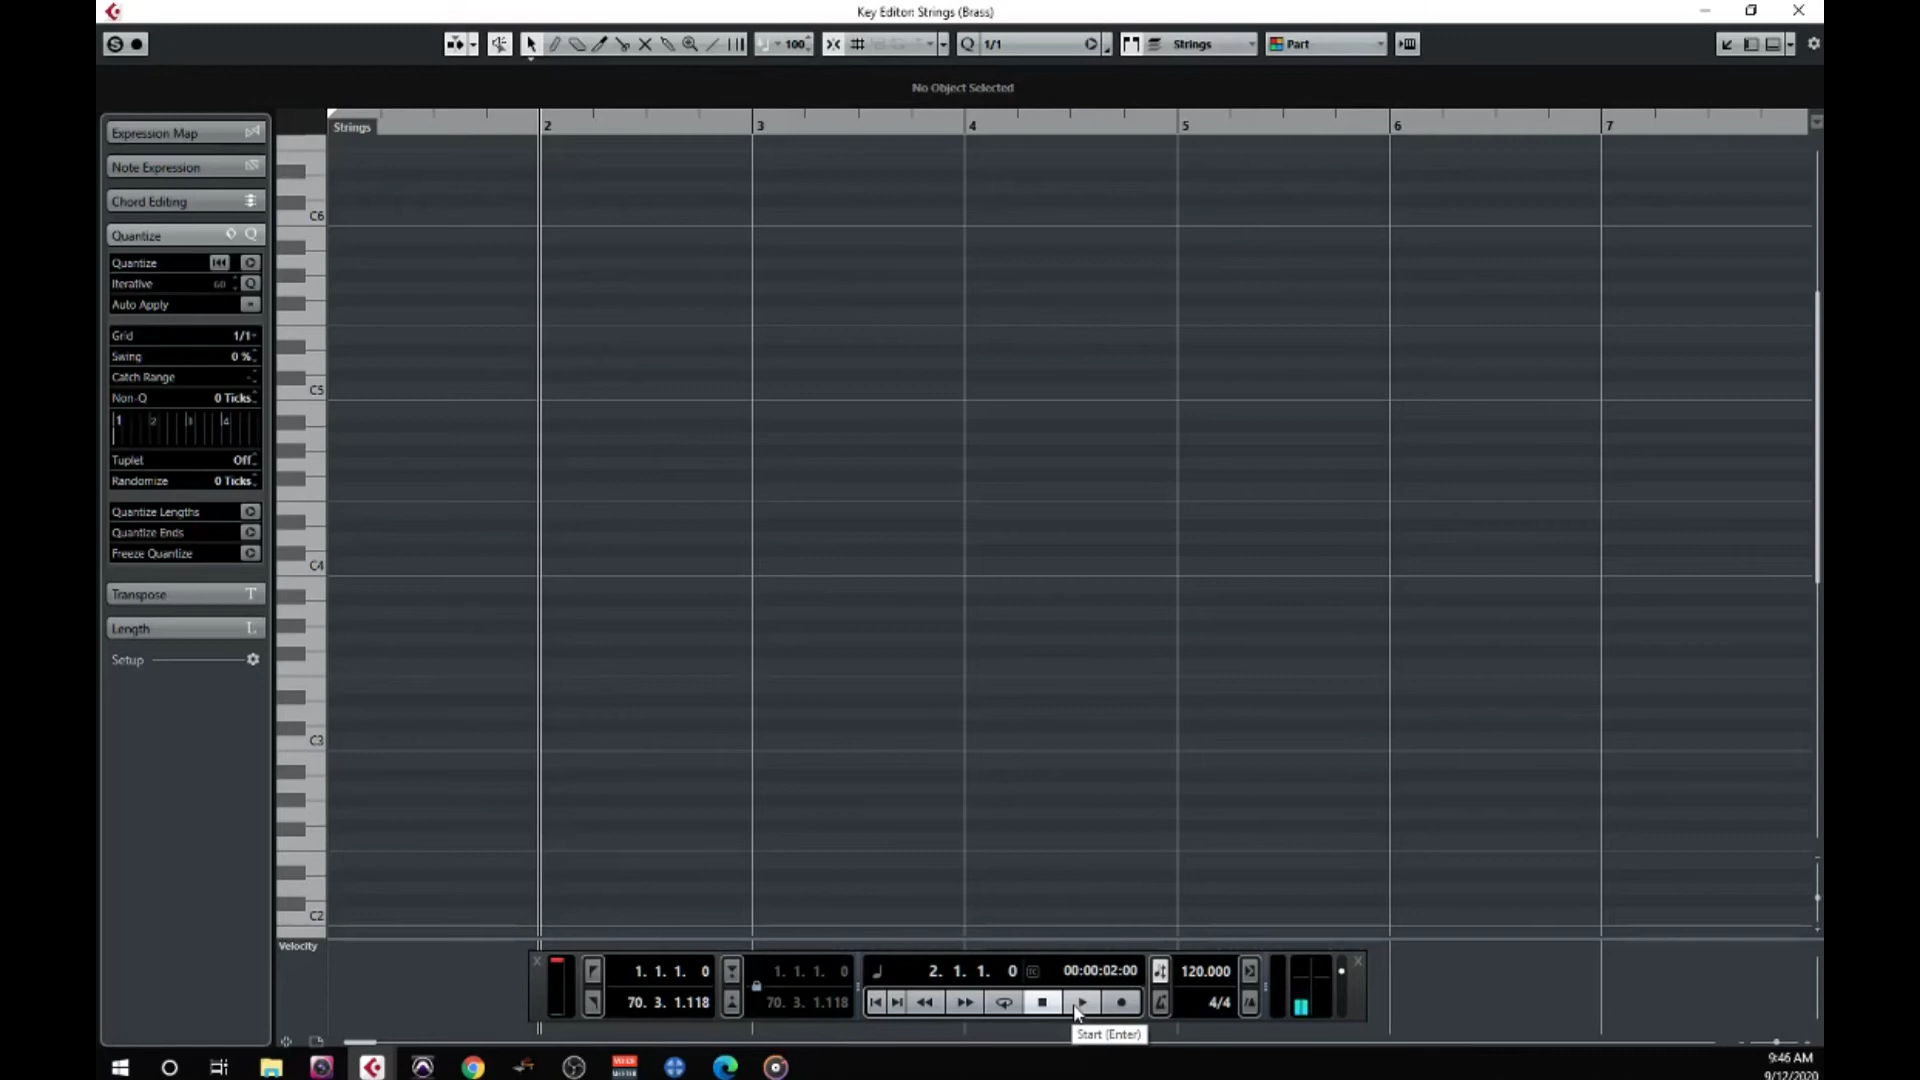 Key Editor: Strings (Brass)
100
1/1
Strings
Part
No Object Selected
Strings
2
3
4
5
6
7
Expression Map
Note Expression
Chord Editing
Quantize
Quantize
Iterative 60
Auto Apply
Grid 1/1
Swing 0 %
Catch Range -
Non-Q 0 Ticks
1 2 3 4
Tuplet Off
Randomize 0 Ticks
Quantize Lengths
Quantize Ends
Freeze Quantize
Transpose T
Length L
Setup
C6
C5
C4
C3
C2
Velocity
1. 1. 1. 0
1. 1. 1. 0
2. 1. 1. 0
00:00:02:00
120.000
70. 3. 1.118
70. 3. 1.118
4/4
Start (Enter)
9:46 AM
9/12/2020